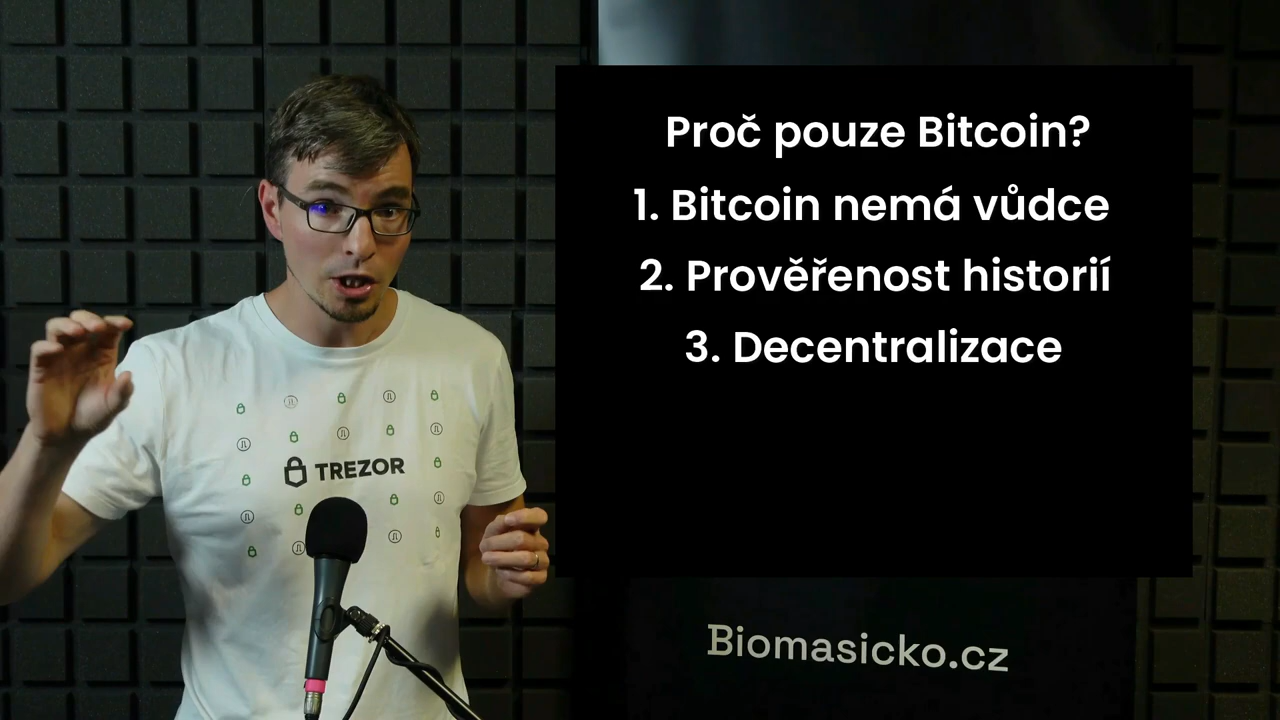 Proč pouze Bitcoin?
1. Bitcoin nemá vůdce
2. Prověřenost historií
3. Decentralizace
TREZOR
Biomasicko.cz